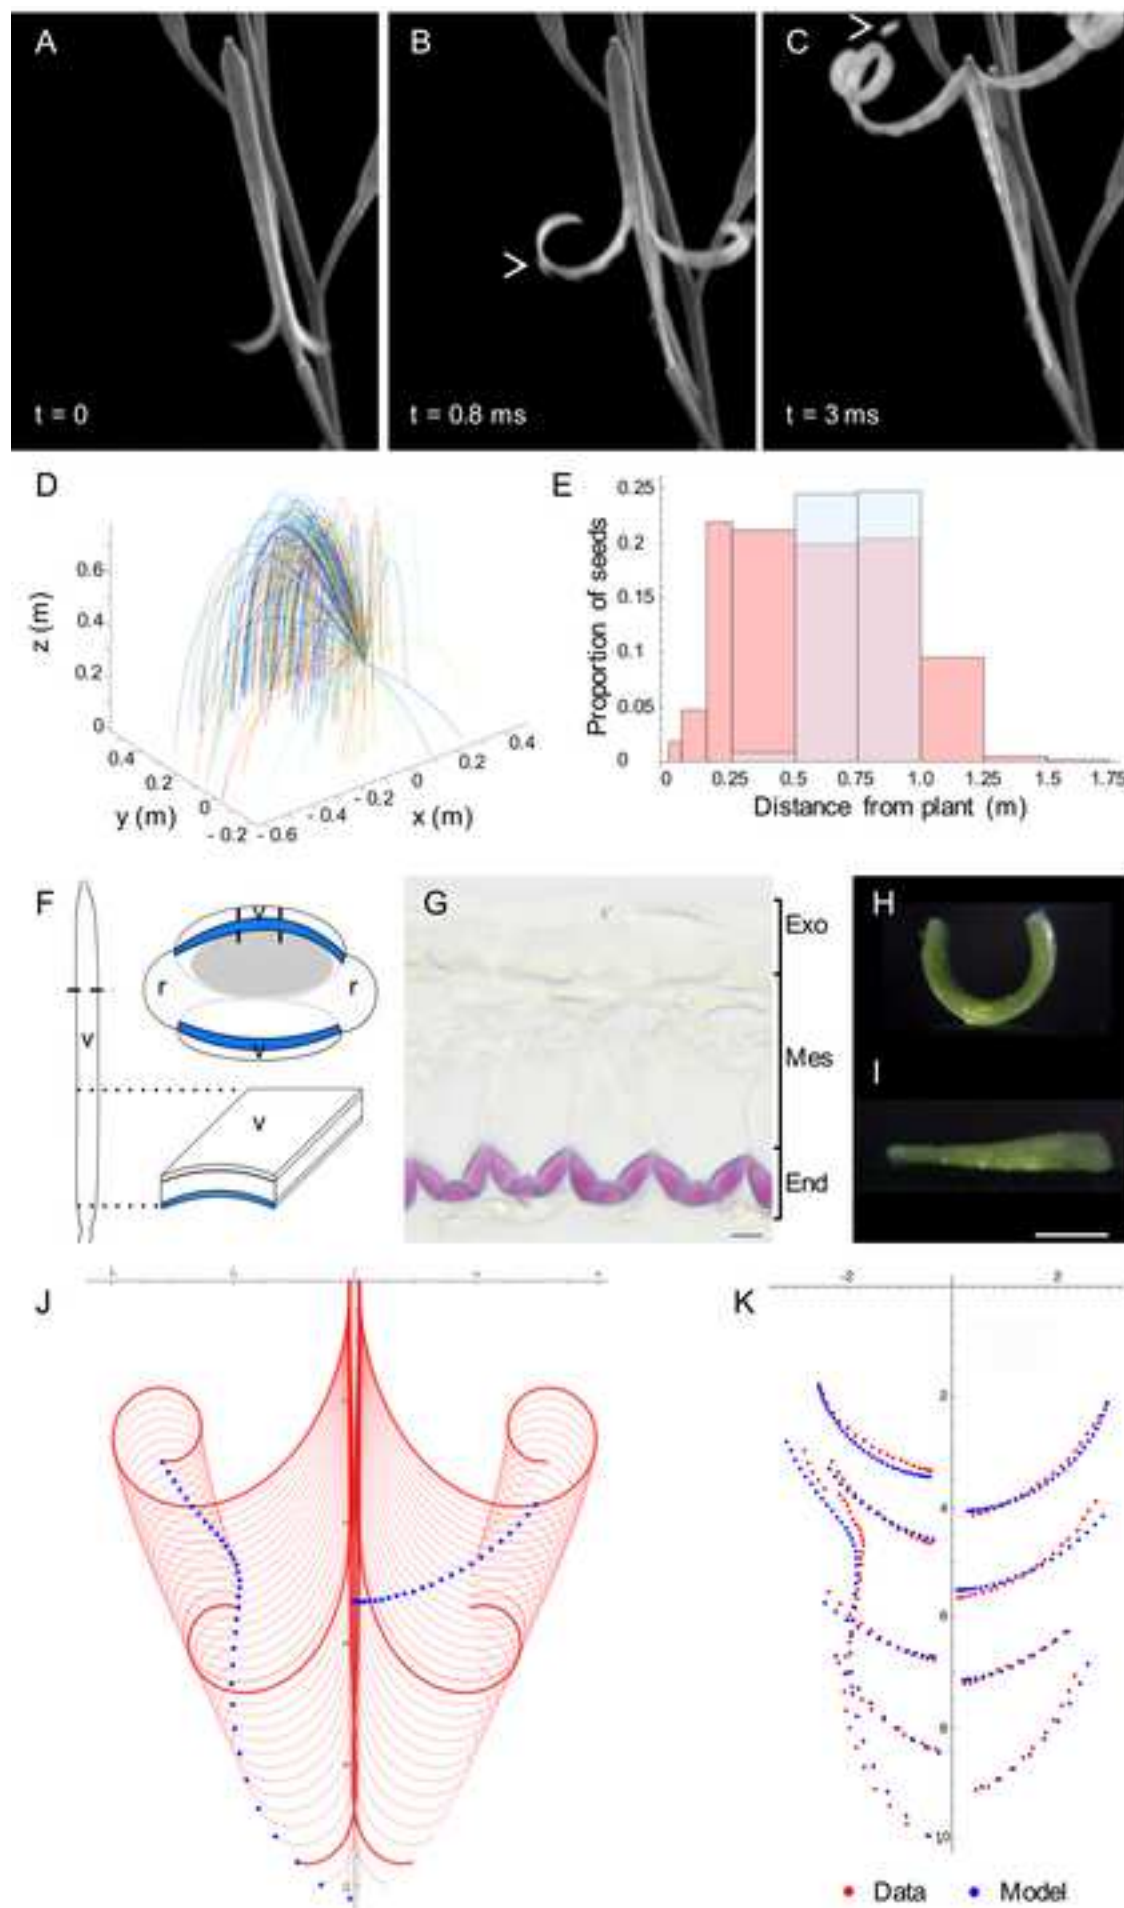 A
B
C
>
>
t = 0
t = 0.8 ms
t = 3 ms
D
E
z (m)
0.6
0.4
0.2
0
0.4
0.2
0
- 0.2
y (m)
- 0.6
- 0.4
- 0.2
0
0.2
0.4
x (m)
Proportion of seeds
0.25
0.2
0.15
0.1
0.05
0
0 0.25 0.5 0.75 1.0 1.25 1.5 1.75
Distance from plant (m)
F
v
v
r r
v
v
G
Exo
Mes
End
H
I
J
K
-2 2
2
4
6
8
10
Data Model